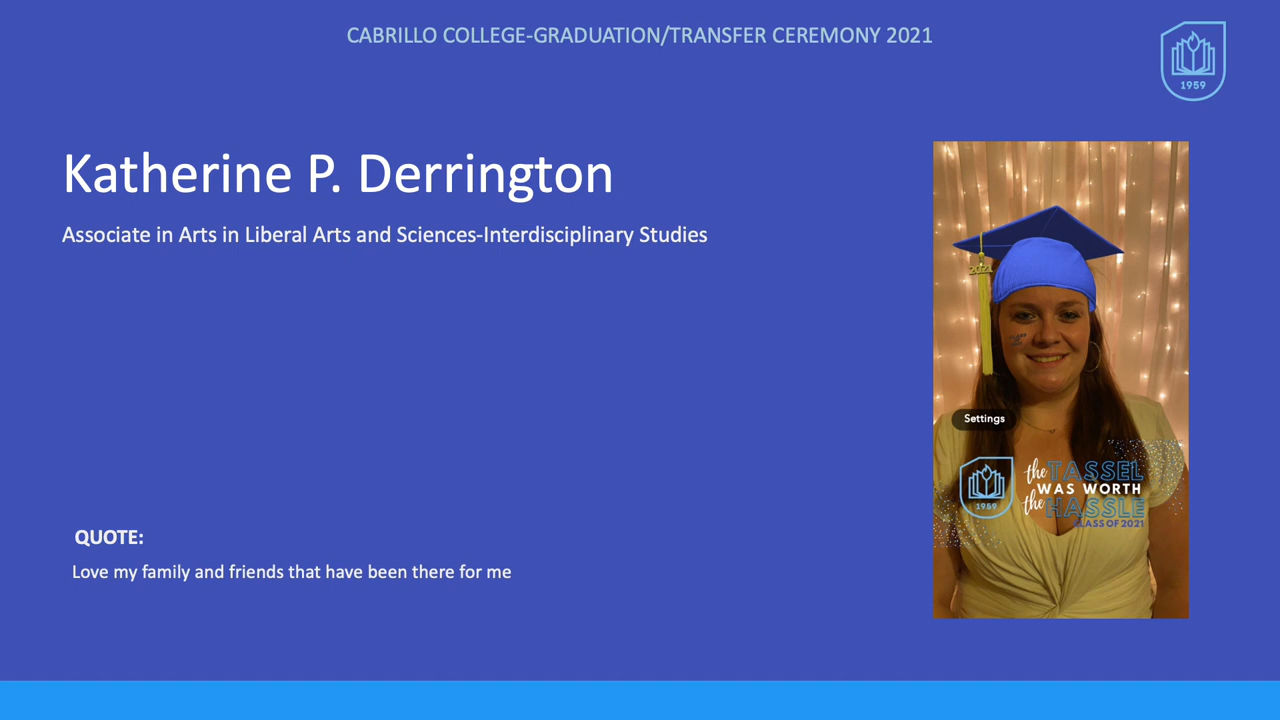 CABRILLO COLLEGE-GRADUATION/TRANSFER CEREMONY 2021
1959
Katherine P. Derrington
Associate in Arts in Liberal Arts and Sciences-Interdisciplinary Studies
2021
Settings
the TASSEL
WAS WORTH
the HASSLE
CLASS OF 2021
1959
QUOTE:
Love my family and friends that have been there for me